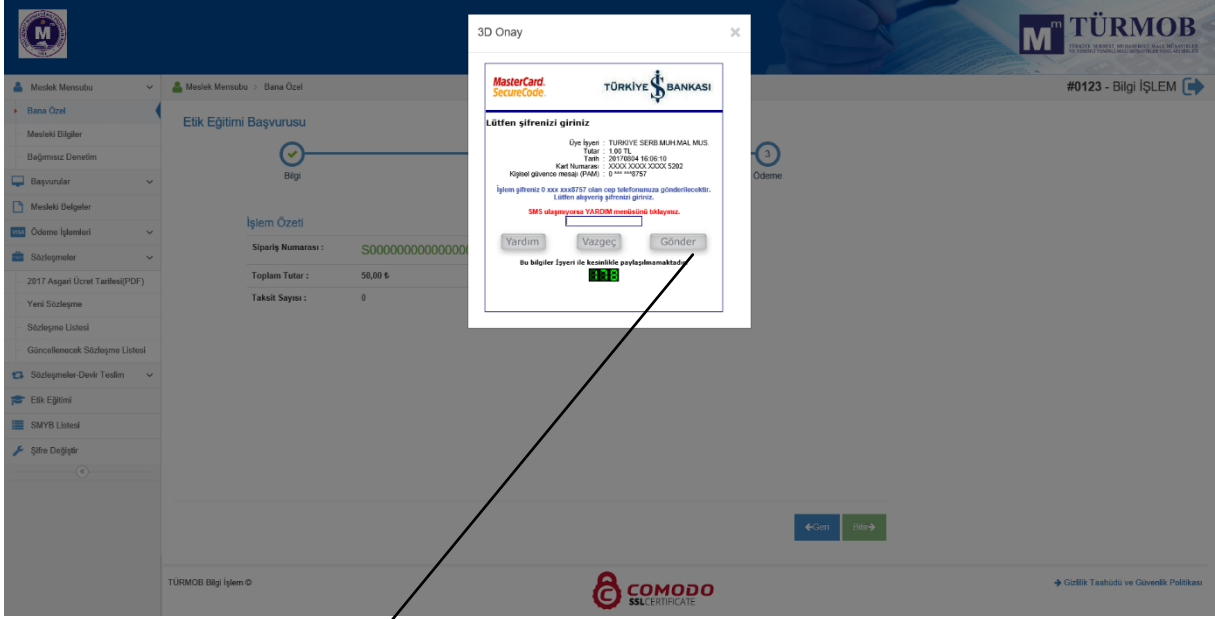 M
Mᵐ TÜRMOB
3D Onay
×
#0123 - Bilgi İŞLEM
Meslek Mensubu > Bana Özel
Meslek Mensubu
Bana Özel
Mesleki Bilgiler
Bağımsız Denetim
Başvurular
Mesleki Belgeler
VISA Ödeme İşlemleri
Sözleşmeler
2017 Asgari Ücret Tarifesi(PDF)
Yeni Sözleşme
Sözleşme Listesi
Güncellenecek Sözleşme Listesi
Sözleşmeler-Devir Teslim
Etik Eğitimi
SMYB Listesi
Şifre Değiştir
Etik Eğitimi Başvurusu
Bilgi
3
Ödeme
İşlem Özeti
Sipariş Numarası :
S0000000000000
Toplam Tutar :
50,00 ₺
Taksit Sayısı :
0
MasterCard.
SecureCode.
TÜRKİYE İŞ BANKASI
Lütfen şifrenizi giriniz
Üye İşyeri : TURKIYE SERB.MUH.MAL MUS.
Tutar : 1.00 TL
Tarih : 20170804 16:06:10
Kart Numarası : XXXX XXXX XXXX 5202
Kişisel güvence mesajı (PAM) : 0 *** ***8757
İşlem şifreniz 0 xxx xxx8757 olan cep telefonunuza gönderilecektir.
Lütfen alışveriş şifrenizi giriniz.
SMS ulaşmıyorsa YARDIM menüsünü tıklayınız.
Yardım
Vazgeç
Gönder
Bu bilgiler İşyeri ile kesinlikle paylaşılmamaktadır
178
Geri
Bitir
TÜRMOB Bilgi İşlem ©
COMODO
SSL CERTIFICATE
Gizlilik Taahüdü ve Güvenlik Politikası